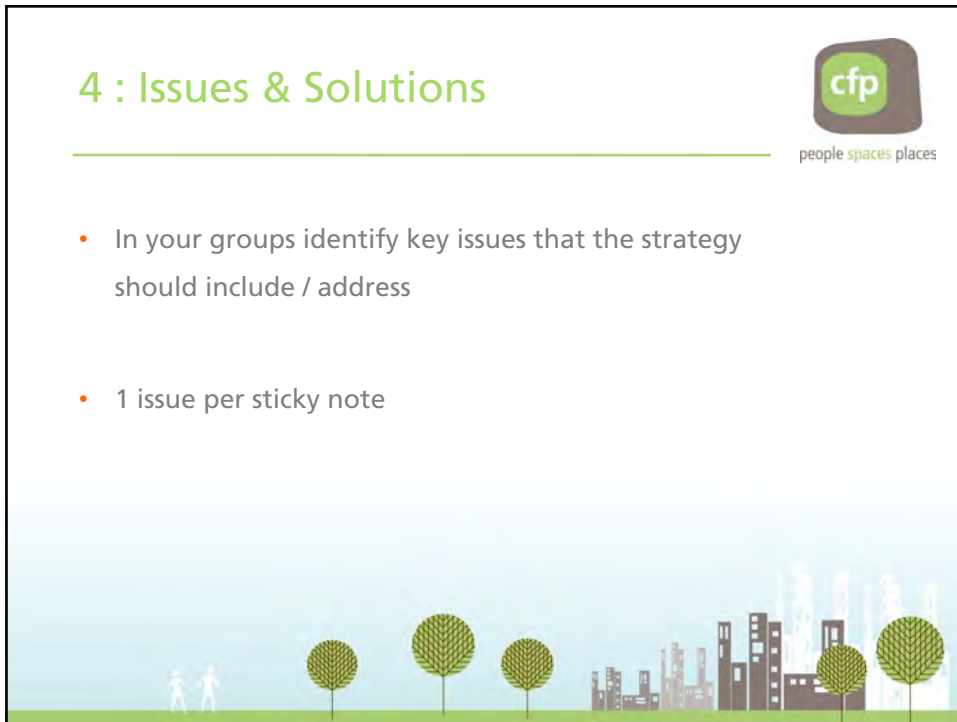 4 : Issues & Solutions
cfp
people spaces places
• In your groups identify key issues that the strategy
should include / address
• 1 issue per sticky note